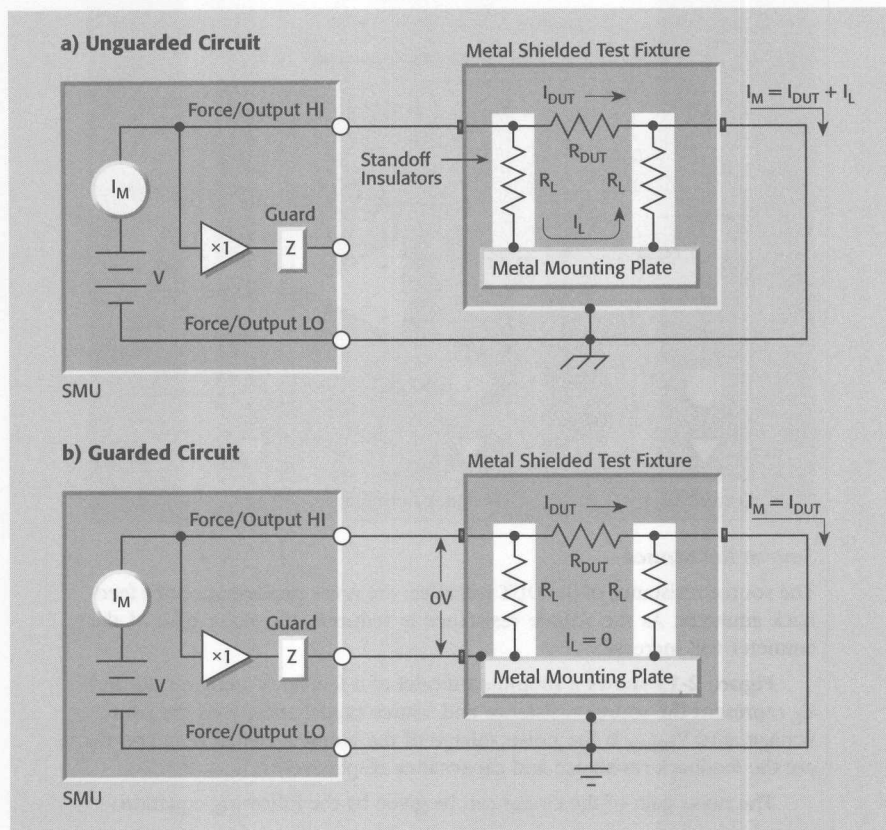 a) Unguarded Circuit
Metal Shielded Test Fixture
Force/Output HI
I_DUT
I_M = I_DUT + I_L
R_DUT
Standoff
Insulators
R_L
R_L
I_M
Guard
×1
Z
I_L
V
Metal Mounting Plate
Force/Output LO
SMU
b) Guarded Circuit
Metal Shielded Test Fixture
Force/Output HI
I_DUT
I_M = I_DUT
R_DUT
0V
R_L
R_L
I_M
Guard
×1
Z
I_L = 0
V
Metal Mounting Plate
Force/Output LO
SMU